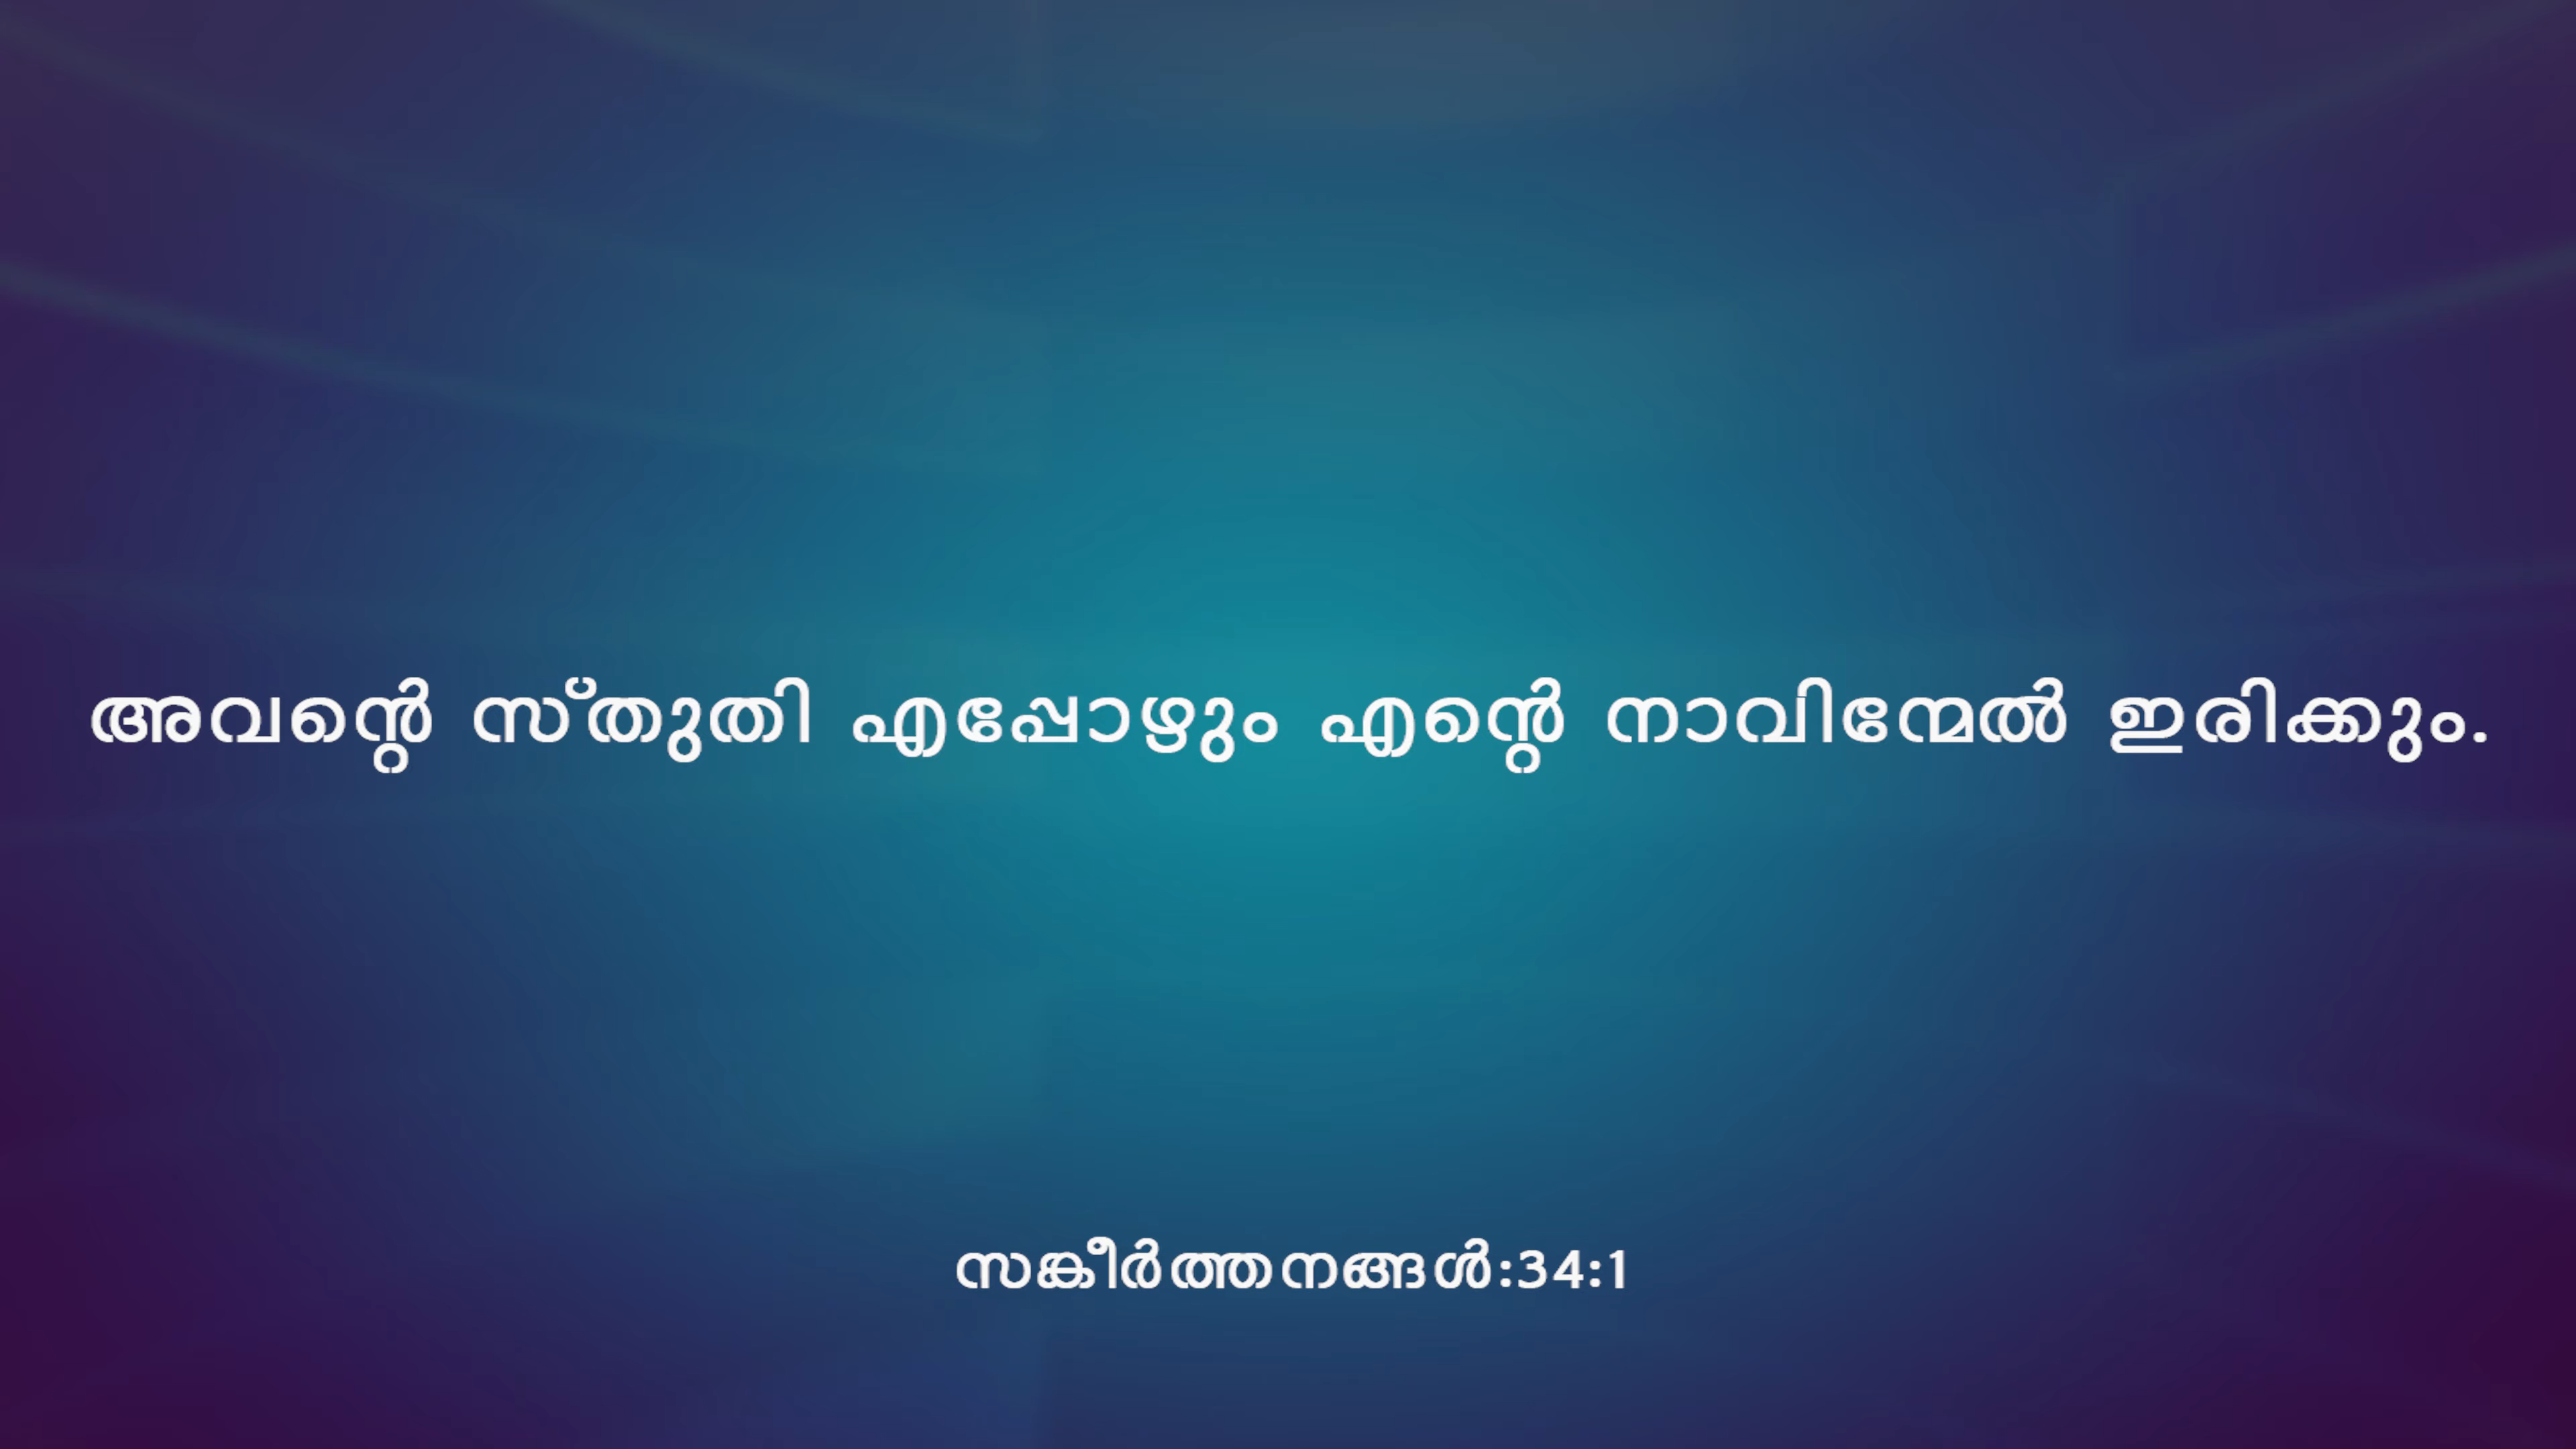 അവന്റെ സ്തുതി എപ്പോഴും എന്റെ നാവിന്മേൽ ഇരിക്കും.
സങ്കീർത്തനങ്ങൾ:34:1